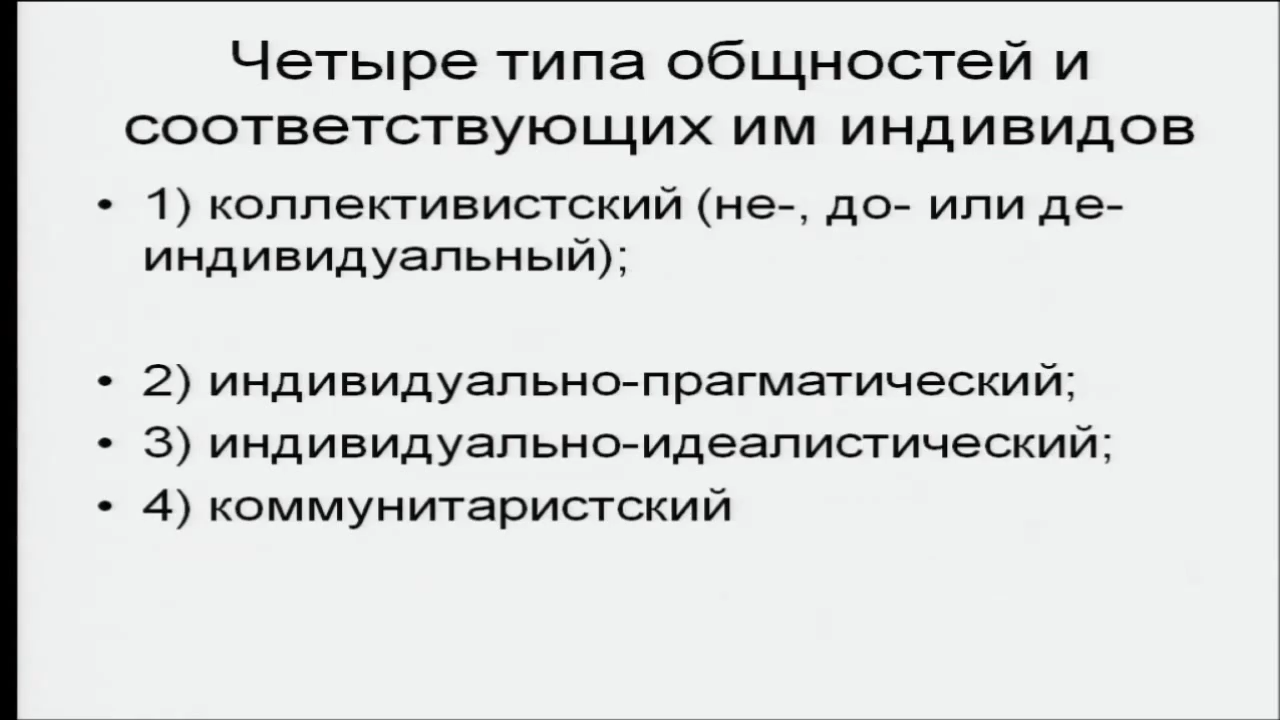 Четыре типа общностей и
соответствующих им индивидов
• 1) коллективистский (не-, до- или де-
индивидуальный);
• 2) индивидуально-прагматический;
• 3) индивидуально-идеалистический;
• 4) коммунитаристский